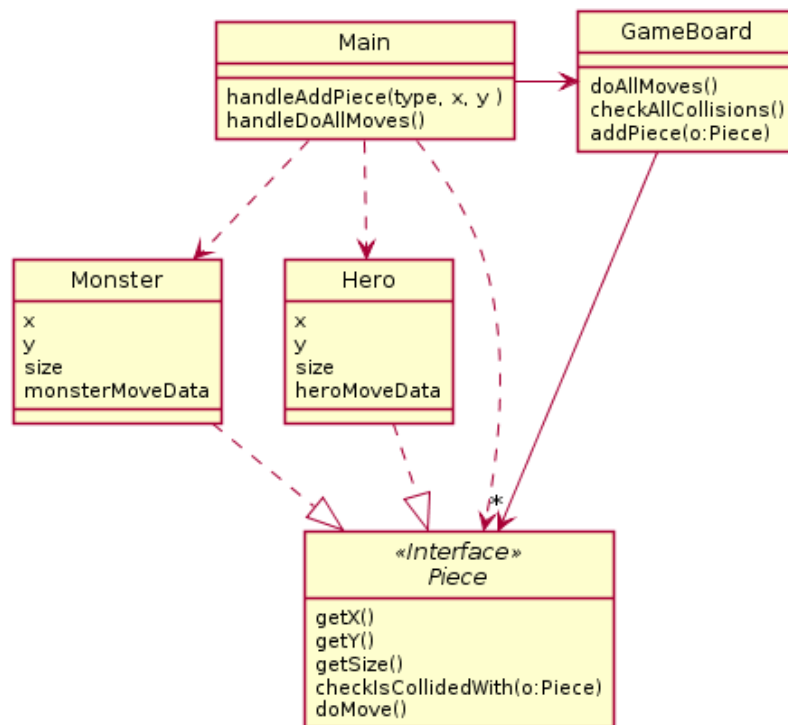 Main
handleAddPiece(type, x, y )
handleDoAllMoves()
GameBoard
doAllMoves()
checkAllCollisions()
addPiece(o:Piece)
Monster
x
y
size
monsterMoveData
Hero
x
y
size
heroMoveData
*
«Interface»
Piece
getX()
getY()
getSize()
checkIsCollidedWith(o:Piece)
doMove()